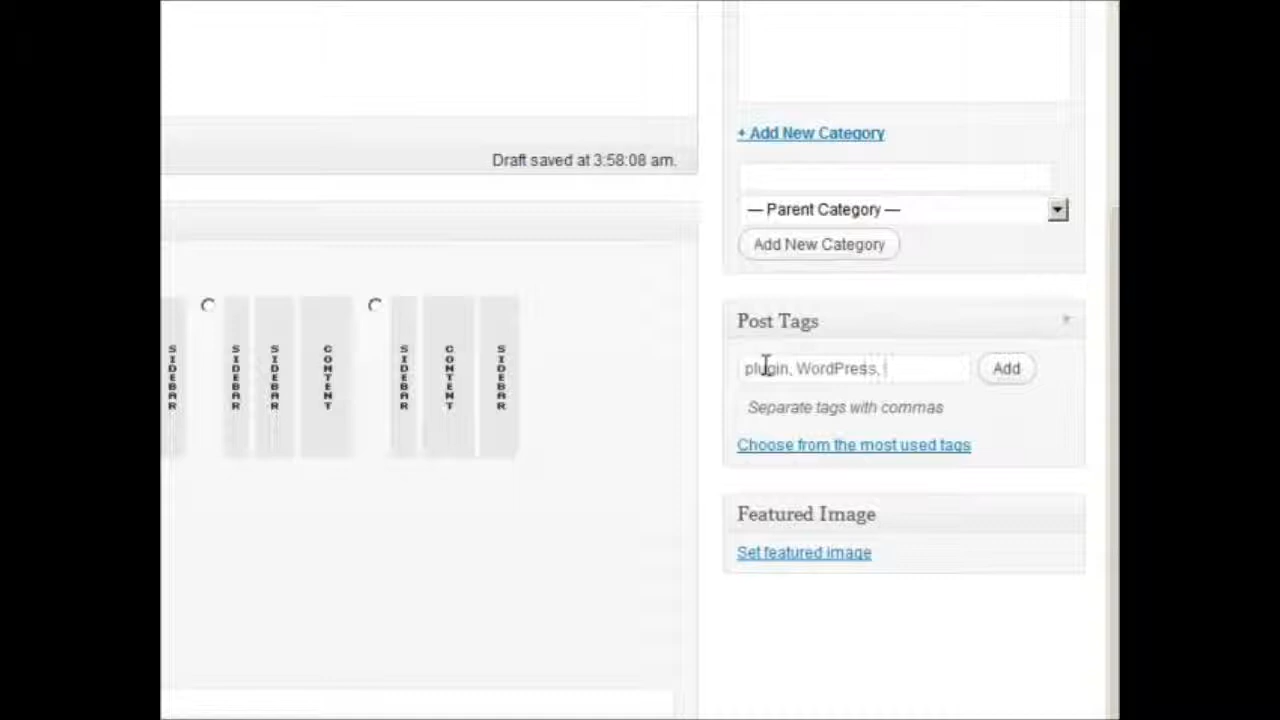 Draft saved at 3:58:08 am.
SIDEBAR
SIDEBAR
SIDEBAR
CONTENT
SIDEBAR
CONTENT
SIDEBAR
+ Add New Category
— Parent Category —
Add New Category
Post Tags
plugin, WordPress,
Add
Separate tags with commas
Choose from the most used tags
Featured Image
Set featured image